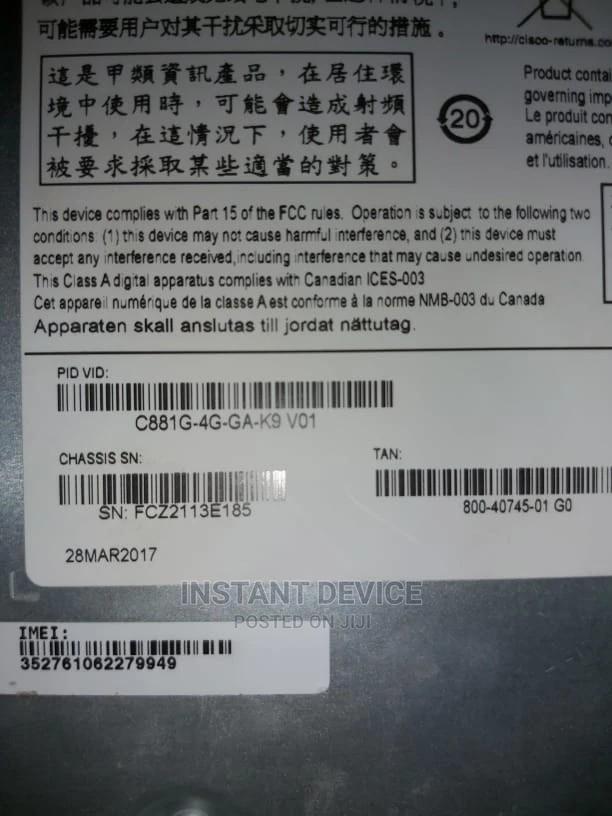 可能需要用户对其干扰采取切实可行的措施。
http://cisco-returns.co
這是甲類資訊產品，在居住環
境中使用時，可能會造成射頻
干擾，在這情況下，使用者會
被要求採取某些適當的對策。
20
Product contai
governing imp
Le produit con
américaines,
et l'utilisation.
This device complies with Part 15 of the FCC rules. Operation is subject to the following two
conditions: (1) this device may not cause harmful interference, and (2) this device must
accept any interference received, including interference that may cause undesired operation.
This Class A digital apparatus complies with Canadian ICES-003
Cet appareil numérique de la classe A est conforme à la norme NMB-003 du Canada
Apparaten skall anslutas till jordat nättutag.
PID VID:
C881G-4G-GA-K9 V01
CHASSIS SN:
SN: FCZ2113E185
TAN:
800-40745-01 G0
28MAR2017
INSTANT DEVICE
POSTED ON JIJI
IMEI:
352761062279949